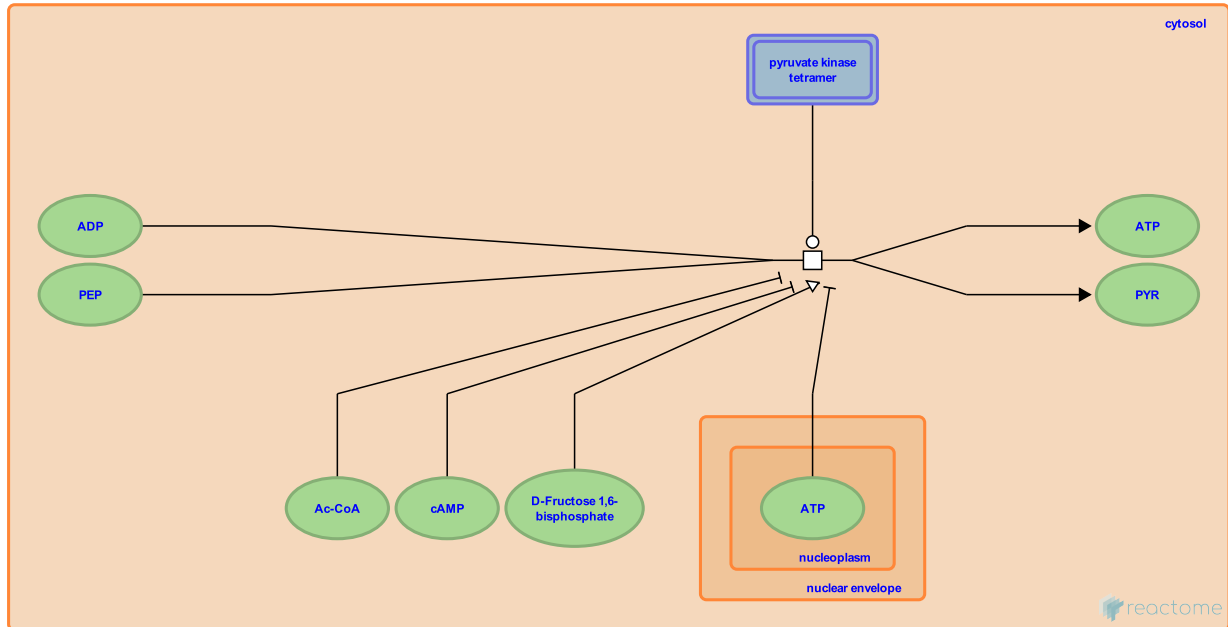 cytosol
pyruvate kinase
tetramer
ADP
ATP
PEP
PYR
Ac-CoA
cAMP
D-Fructose 1,6-
bisphosphate
ATP
nucleoplasm
nuclear envelope
reactome